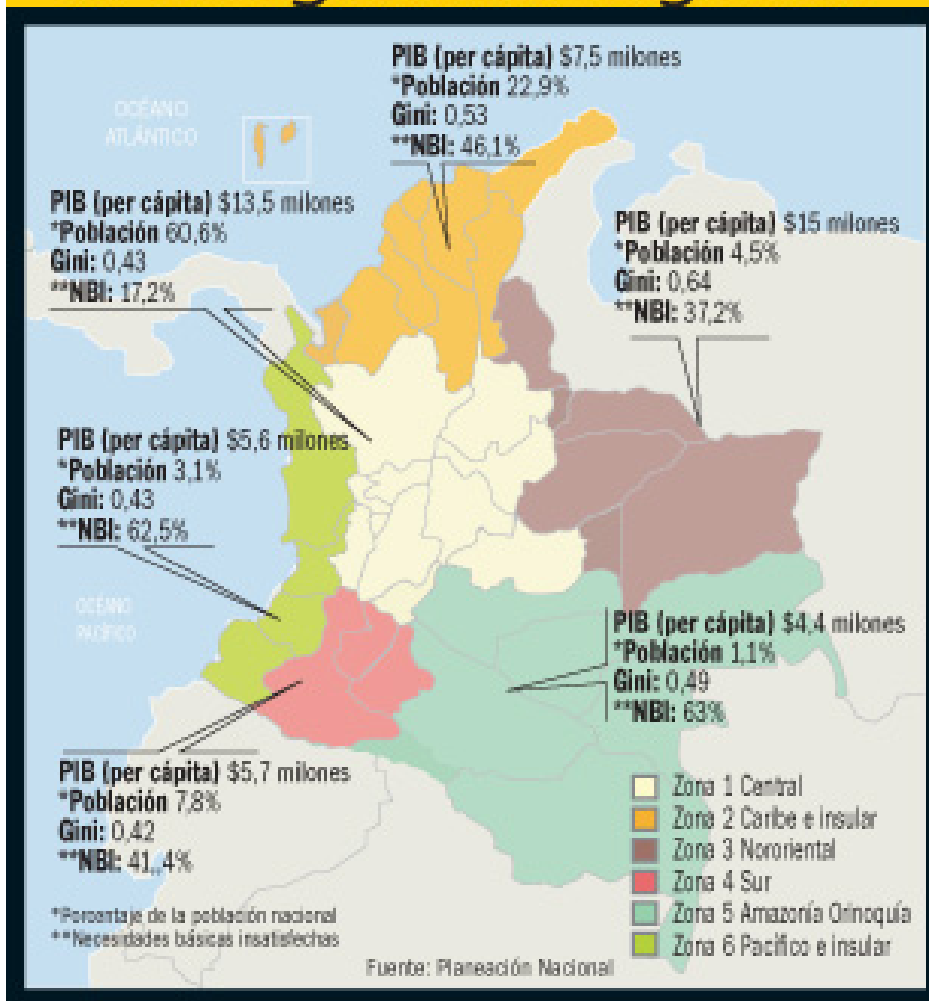 PIB (per cápita) $7,5 milones
*Población 22,9%
Gini: 0,53
**NBI: 46,1%
OCÉANO
ATLÁNTICO
PIB (per cápita) $13,5 milones
*Población 60,6%
Gini: 0,43
**NBI: 17,2%
PIB (per cápita) $15 milones
*Población 4,5%
Gini: 0,64
**NBI: 37,2%
PIB (per cápita) $5,6 milones
*Población 3,1%
Gini: 0,43
**NBI: 62,5%
OCÉANO
PACÍFICO
PIB (per cápita) $4,4 milones
*Población 1,1%
Gini: 0,49
**NBI: 63%
PIB (per cápita) $5,7 milones
*Población 7,8%
Gini: 0,42
**NBI: 41,,4%
Zona 1 Central
Zona 2 Caribe e insular
Zona 3 Nororiental
Zona 4 Sur
Zona 5 Amazonía Orinoquía
Zona 6 Pacífico e insular
*Porcentaje de la población nacional
**Necesidades básicas insatisfechas
Fuente: Planeación Nacional